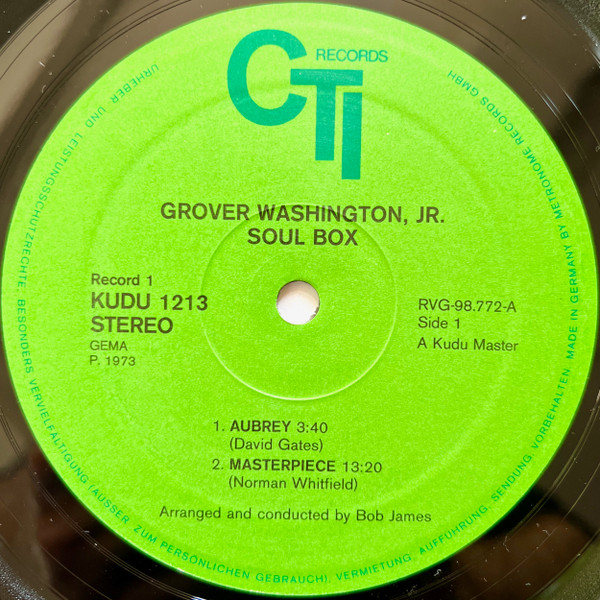 CTI
RECORDS
GROVER WASHINGTON, JR.
SOUL BOX
Record 1
KUDU 1213
STEREO
GEMA
P. 1973
RVG-98.772-A
Side 1
A Kudu Master
1. AUBREY 3:40
(David Gates)
2. MASTERPIECE 13:20
(Norman Whitfield)
Arranged and conducted by Bob James
URHEBER UND LEISTUNGSSCHUTZRECHTE: BESONDERS VERVIELFÄLTIGUNG (AUSSER ZUM PERSÖNLICHEN GEBRAUCH), VERMIETUNG, AUFFÜHRUNG, SENDUNG VORBEHALTEN. MADE IN GERMANY BY METRONOME RECORDS GMBH